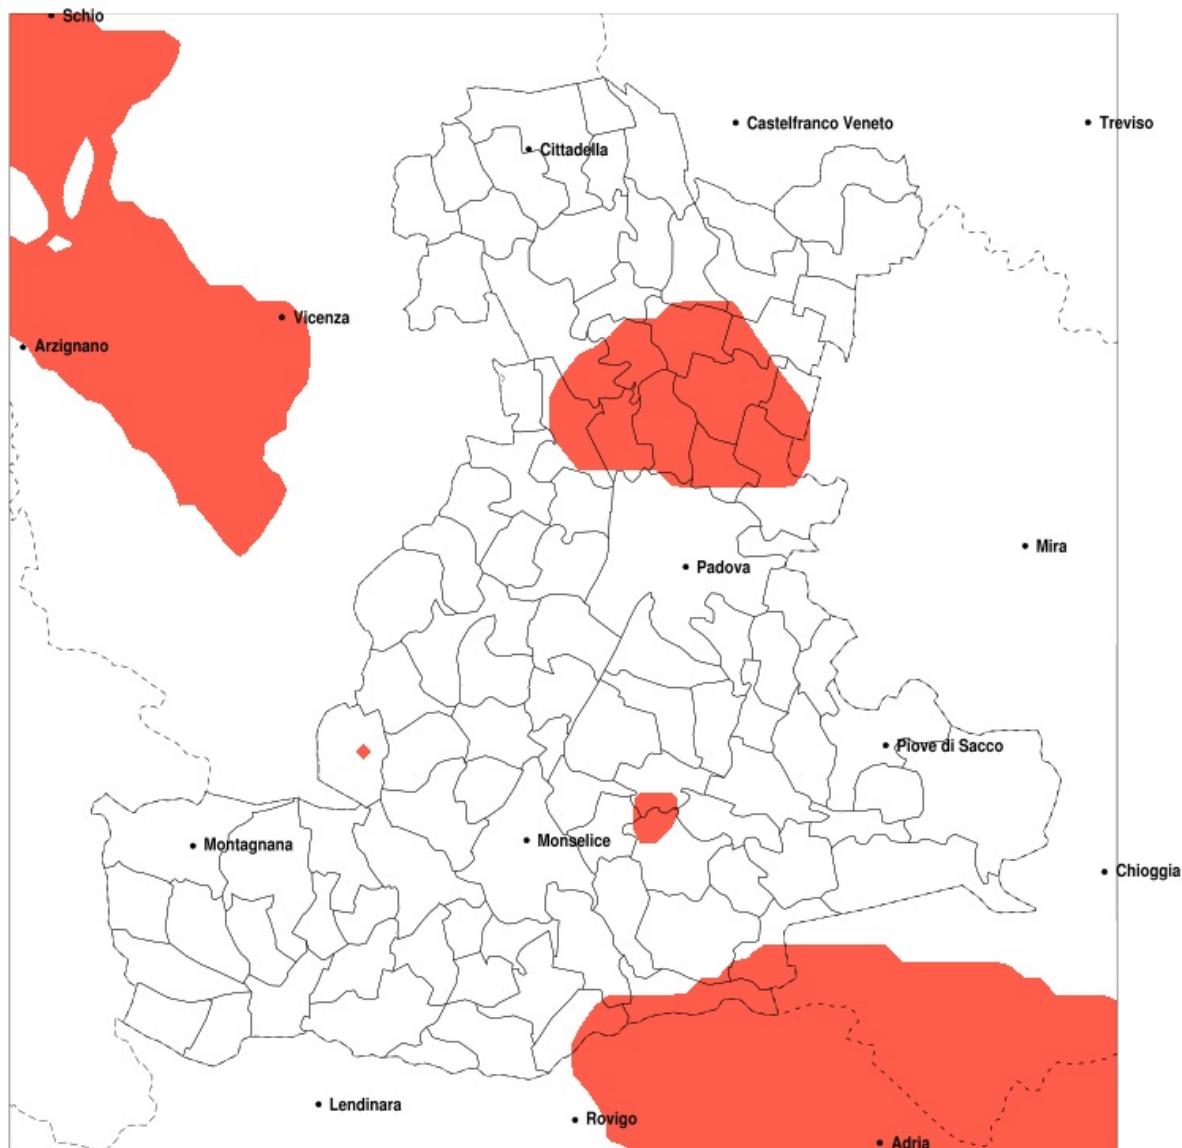 Schio
Castelfranco Veneto
Treviso
Cittadella
Vicenza
Arzignano
Mira
Padova
Piove di Sacco
Monselice
Montagnana
Chioggia
Lendinara
Rovigo
Adria